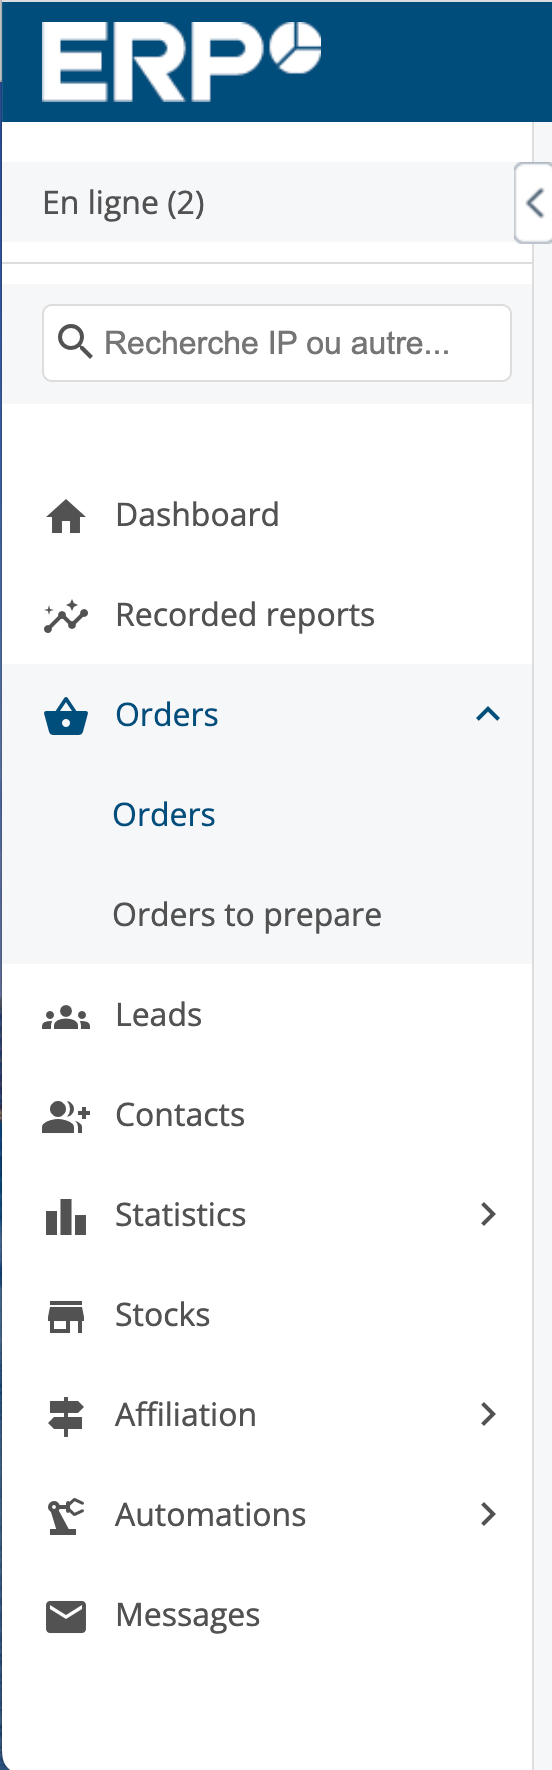 ERP
En ligne (2)
Recherche IP ou autre...
Dashboard
Recorded reports
Orders
Orders
Orders to prepare
Leads
Contacts
Statistics
Stocks
Affiliation
Automations
Messages